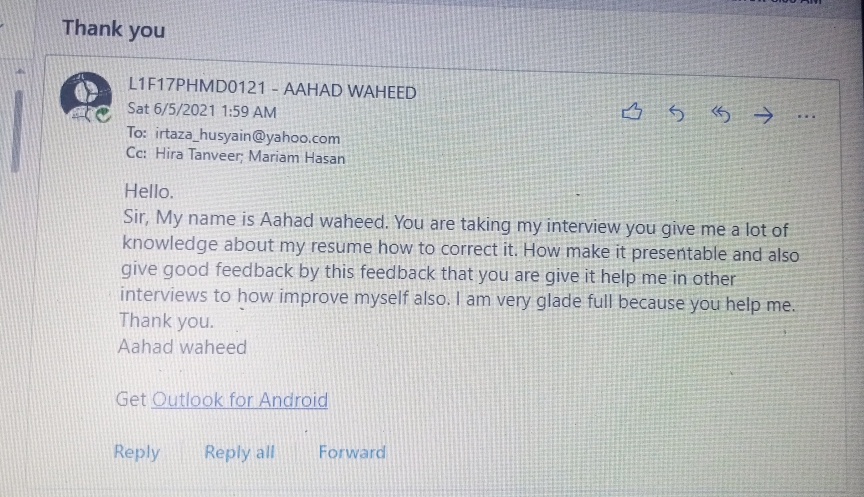 Thank you
L1F17PHMD0121 - AAHAD WAHEED
Sat 6/5/2021 1:59 AM
To: irtaza_husyain@yahoo.com
Cc: Hira Tanveer; Mariam Hasan
Hello.
Sir, My name is Aahad waheed. You are taking my interview you give me a lot of
knowledge about my resume how to correct it. How make it presentable and also
give good feedback by this feedback that you are give it help me in other
interviews to how improve myself also. I am very glade full because you help me.
Thank you.
Aahad waheed
Get Outlook for Android
Reply Reply all Forward